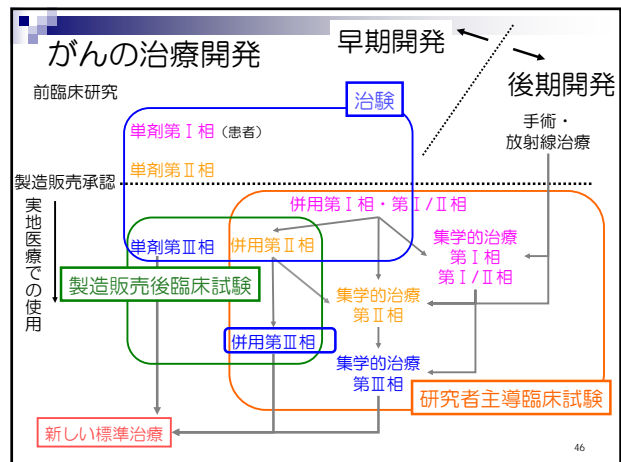 がんの治療開発
早期開発
後期開発
前臨床研究
治験
手術・
放射線治療
単剤第Ⅰ相（患者）
単剤第Ⅱ相
製造販売承認
実地医療での使用
併用第Ⅰ相・第Ⅰ/Ⅱ相
単剤第Ⅲ相
併用第Ⅱ相
集学的治療
第Ⅰ相
第Ⅰ/Ⅱ相
製造販売後臨床試験
集学的治療
第Ⅱ相
併用第Ⅲ相
集学的治療
第Ⅲ相
研究者主導臨床試験
新しい標準治療
46